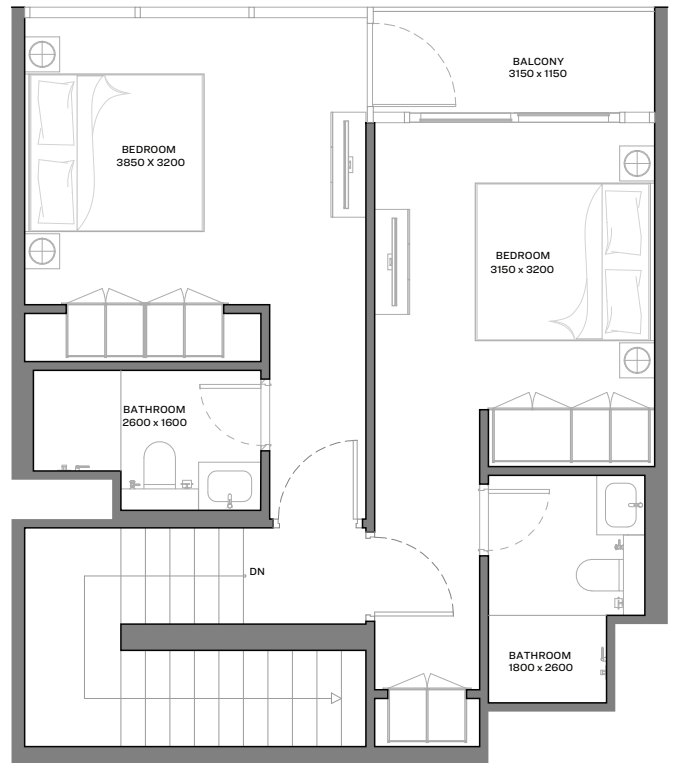 BALCONY
3150 x 1150
BEDROOM
3850 X 3200
BEDROOM
3150 x 3200
BATHROOM
2600 x 1600
DN
BATHROOM
1800 x 2600